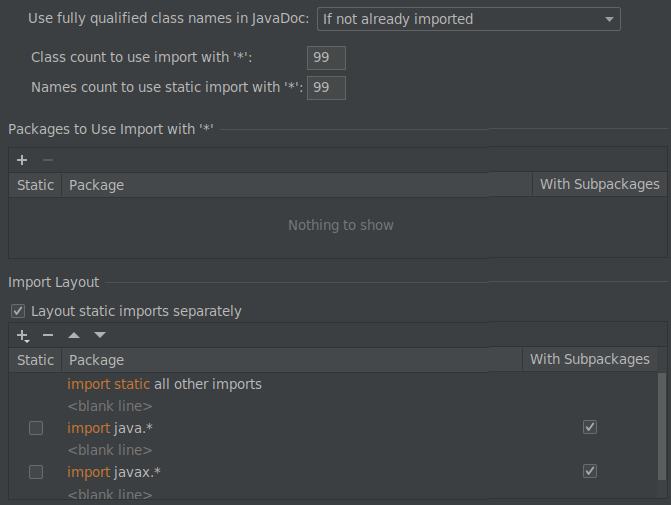 Use fully qualified class names in JavaDoc: If not already imported
Class count to use import with '*': 99
Names count to use static import with '*': 99
Packages to Use Import with '*'
Static Package With Subpackages
Nothing to show
Import Layout
Layout static imports separately
Static Package With Subpackages
import static all other imports
<blank line>
import java.*
<blank line>
import javax.*
<blank line>